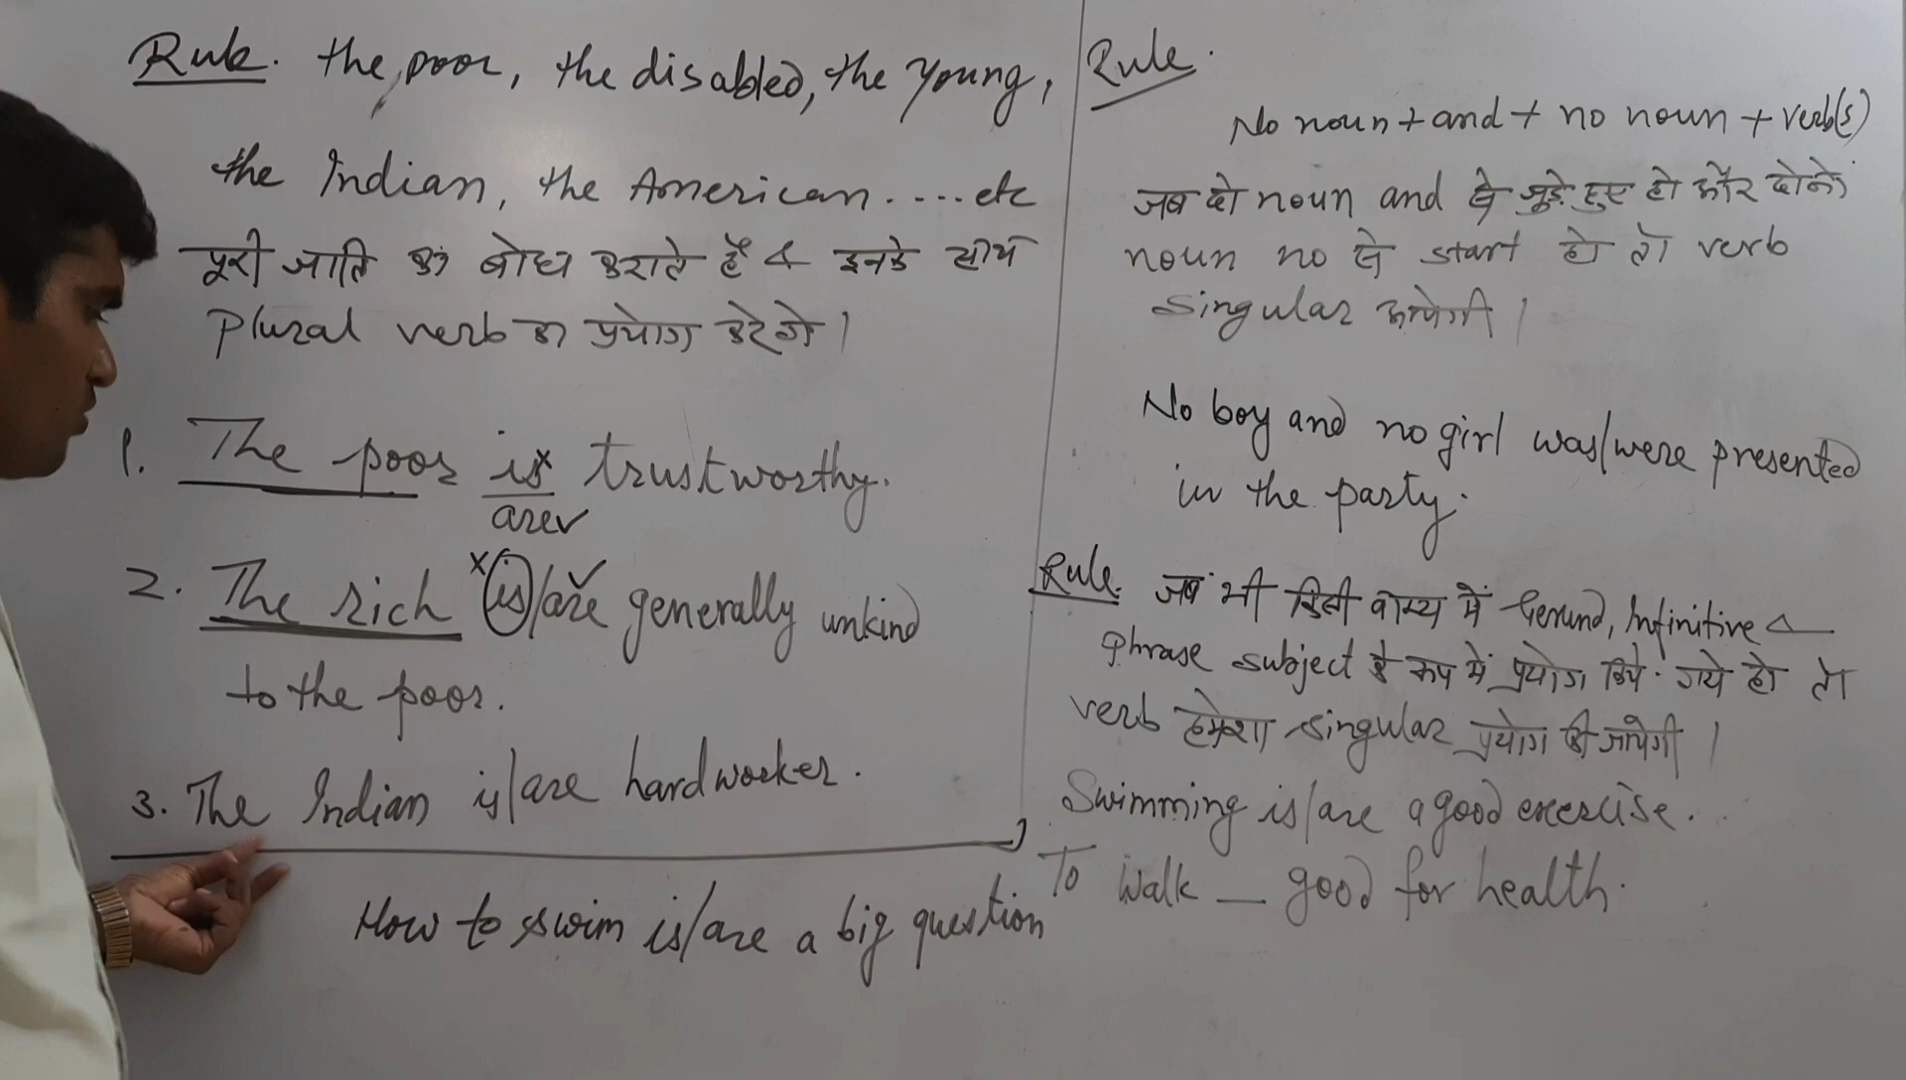 Rule. the poor, the disabled, the young,
the Indian, the American.....etc
पूरी जाति का बोध कराते हैं & इनके साथ
Plural verb का प्रयोग करेगे।
1. The poor is× trustworthy.
are✓
2. The rich ×is/are✓ generally unkind
to the poor.
3. The Indian is/are hardworker.
How to swim is/are a big question
Rule.
No noun + and + no noun + verb(s)
जब दो noun and से जुड़े हुए हो और दोनों
noun no से start हो तो verb
singular आयेगी।
No boy and no girl was/were presented
in the party.
Rule. जब भी किसी वाक्य में Gerund, Infinitive &
Phrase subject के रूप में प्रयोग किये गये हो तो
verb हमेशा singular प्रयोग की जायेगी।
Swimming is/are a good exercise.
To walk _ good for health.